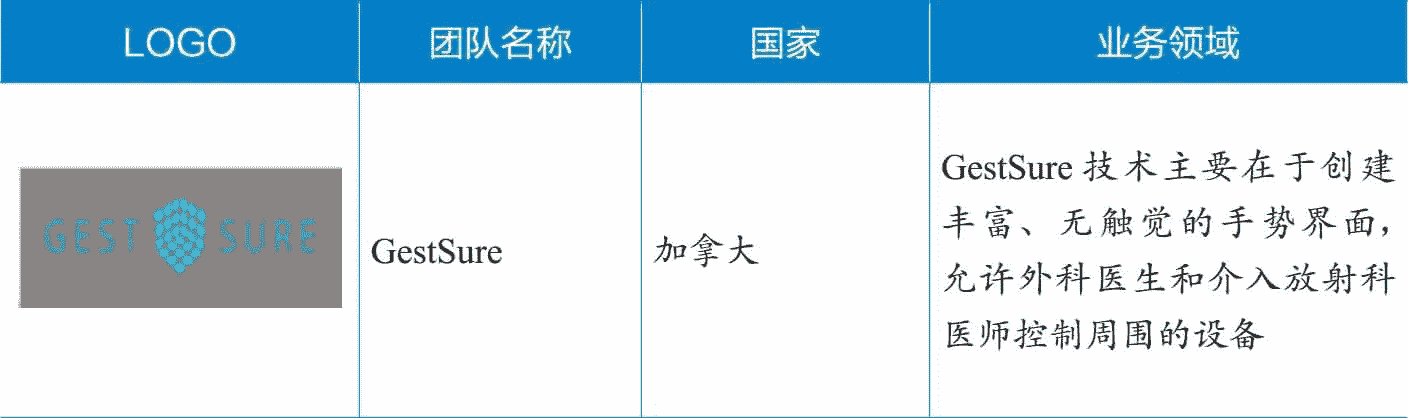 LOGO 团队名称 国家 业务领域
GEST SURE
GestSure
加拿大
GestSure 技术主要在于创建
丰富、无触觉的手势界面，
允许外科医生和介入放射科
医师控制周围的设备